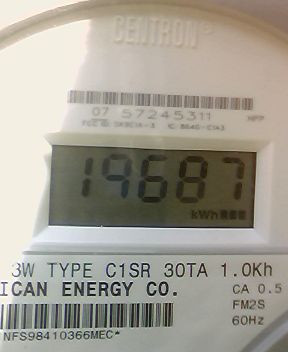 CENTRON®
07 57245311
19687
kWh
3W TYPE C1SR 30TA 1.0Kh
ICAN ENERGY CO.
CA 0.5
FM2S
60Hz
NFS98410366MEC*